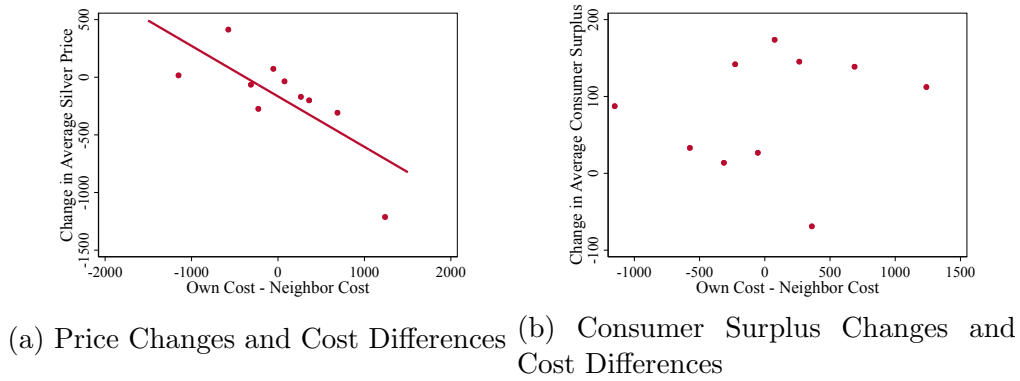 Change in Average Silver Price
500
0
-500
-1000
-1500
-2000
-1000
0
1000
2000
Own Cost - Neighbor Cost
(a) Price Changes and Cost Differences
Change in Average Consumer Surplus
200
100
0
-100
-1000
-500
0
500
1000
1500
Own Cost - Neighbor Cost
(b) Consumer Surplus Changes and
Cost Differences